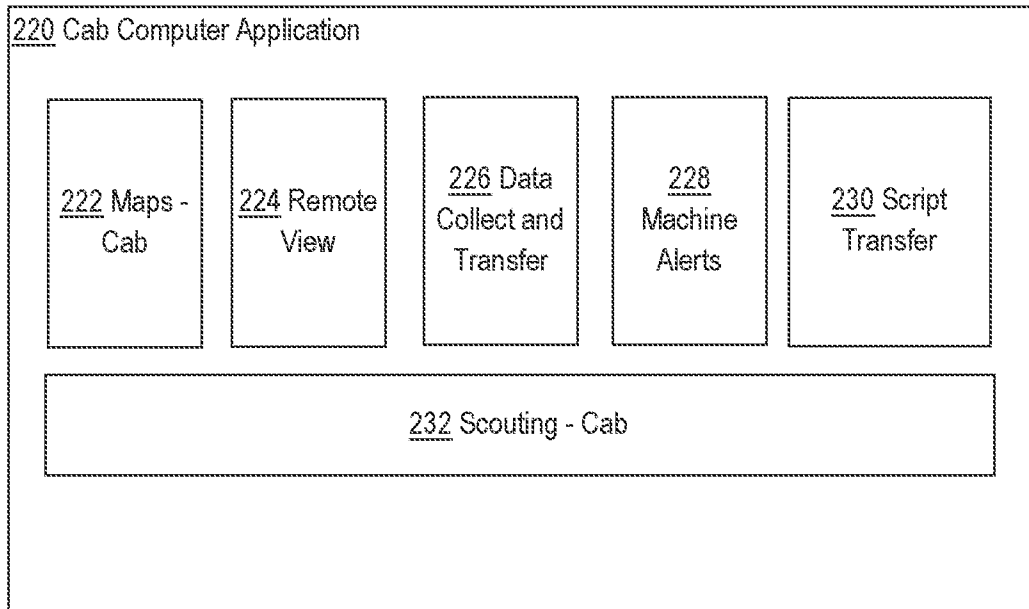 220 Cab Computer Application
222 Maps -
Cab
224 Remote
View
226 Data
Collect and
Transfer
228
Machine
Alerts
230 Script
Transfer
232 Scouting - Cab